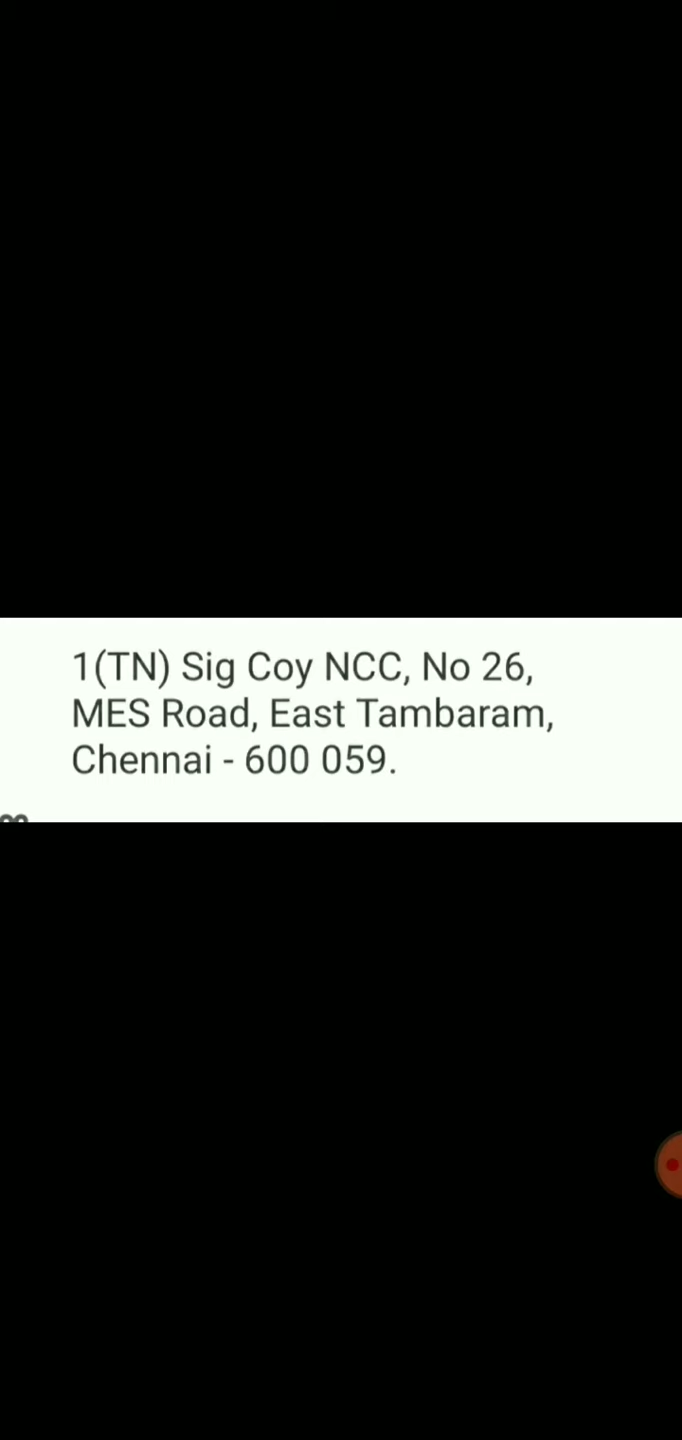 1(TN) Sig Coy NCC, No 26,
MES Road, East Tambaram,
Chennai - 600 059.